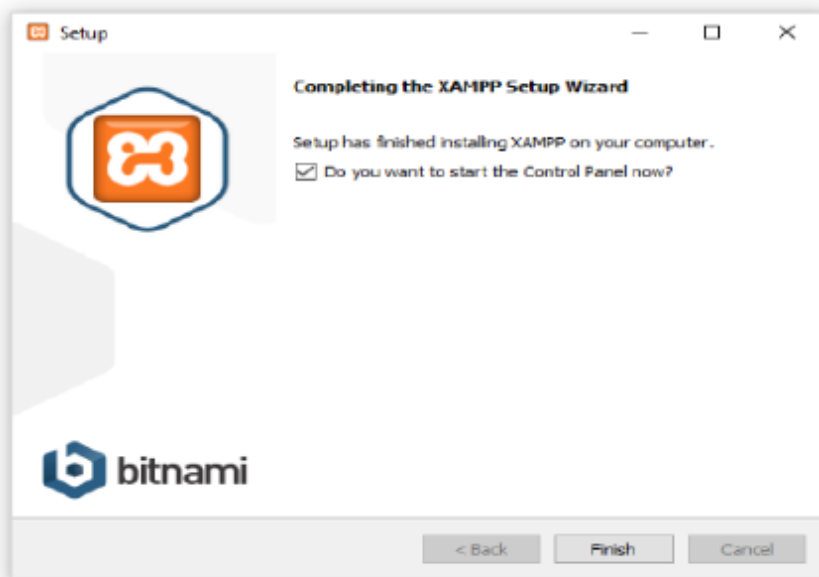 Setup
Completing the XAMPP Setup Wizard
Setup has finished installing XAMPP on your computer.
Do you want to start the Control Panel now?
bitnami
< Back
Finish
Cancel